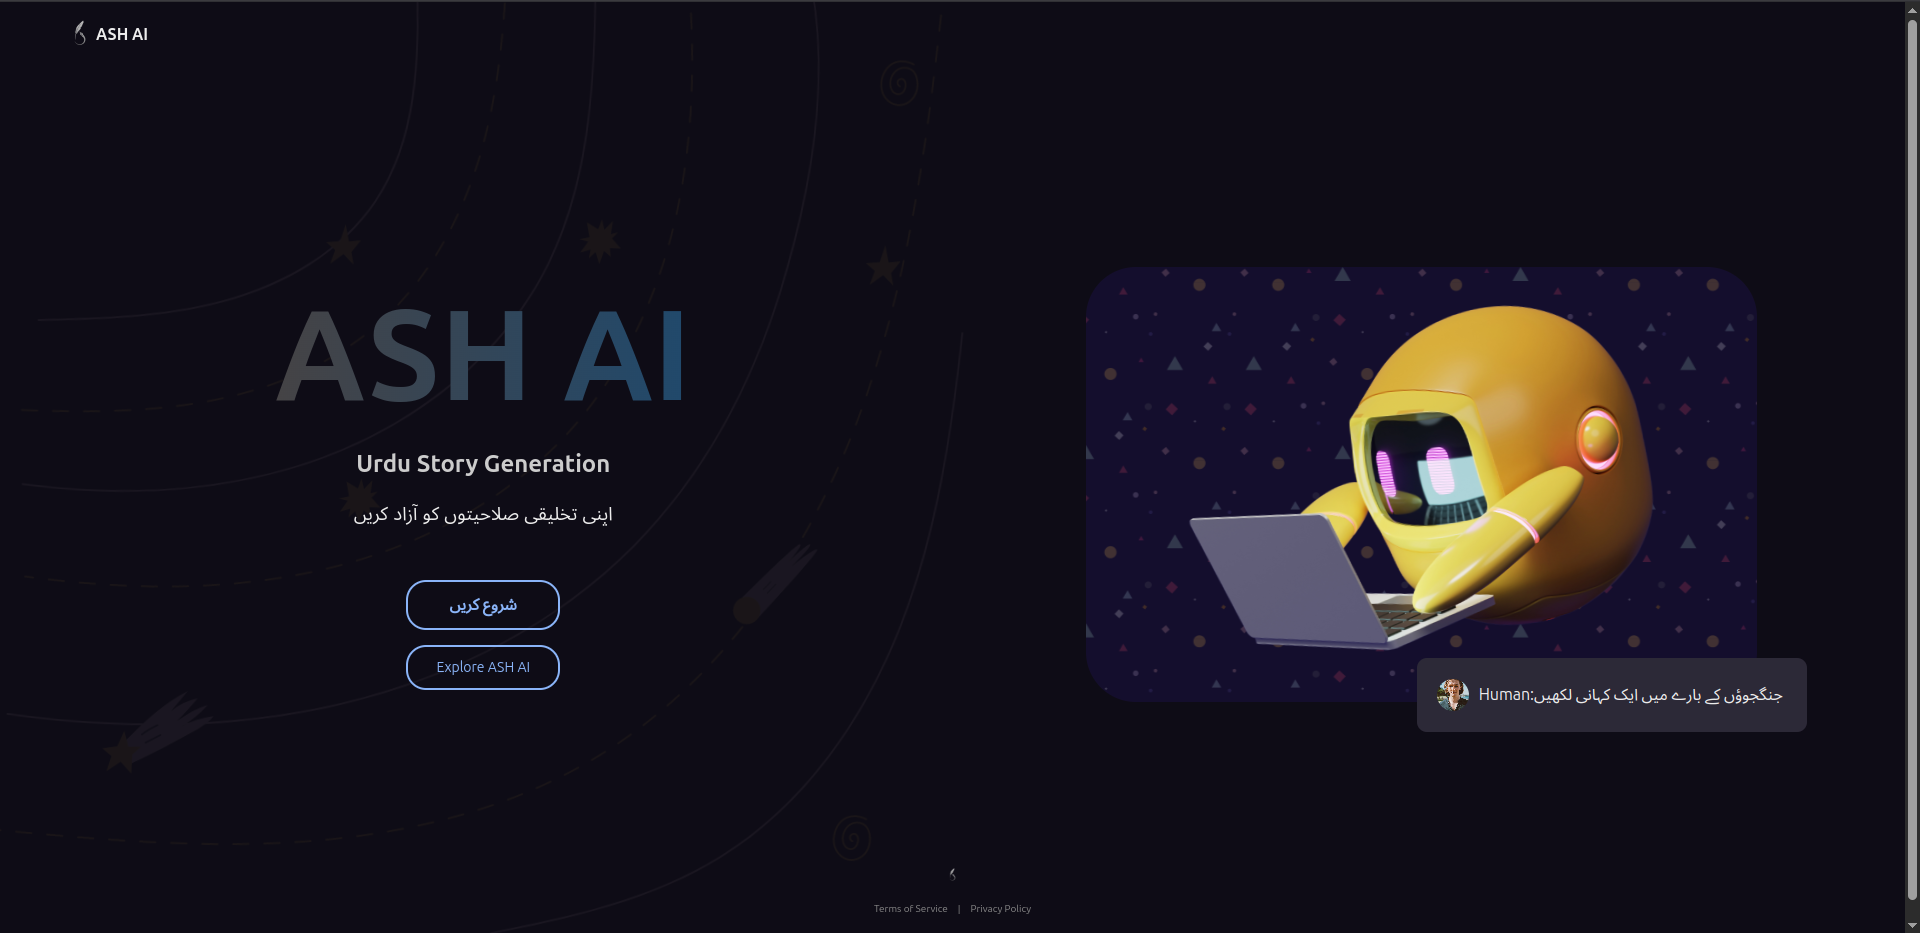 ASH AI
ASH AI
Urdu Story Generation
اپنی تخلیقی صلاحیتوں کو آزاد کریں
شروع کریں
Explore ASH AI
Human:جنگجوؤں کے بارے میں ایک کہانی لکھیں
Terms of Service | Privacy Policy